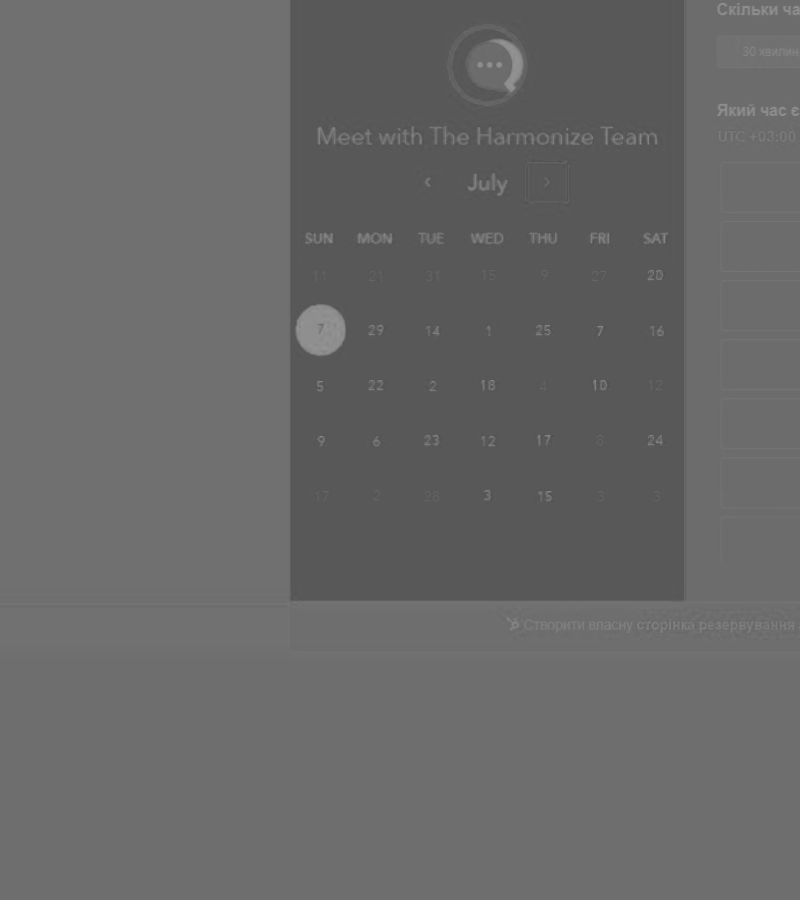 Скільки ча
30 хвилин
Який час є
UTC +03:00
Meet with The Harmonize Team
July
SUN MON TUE WED THU FRI SAT
11 21 31 15 9 27 20
7 29 14 1 25 7 16
5 22 2 18 4 10 12
9 6 23 12 17 8 24
17 2 28 3 15 3 3
Створити власну сторінка резервування